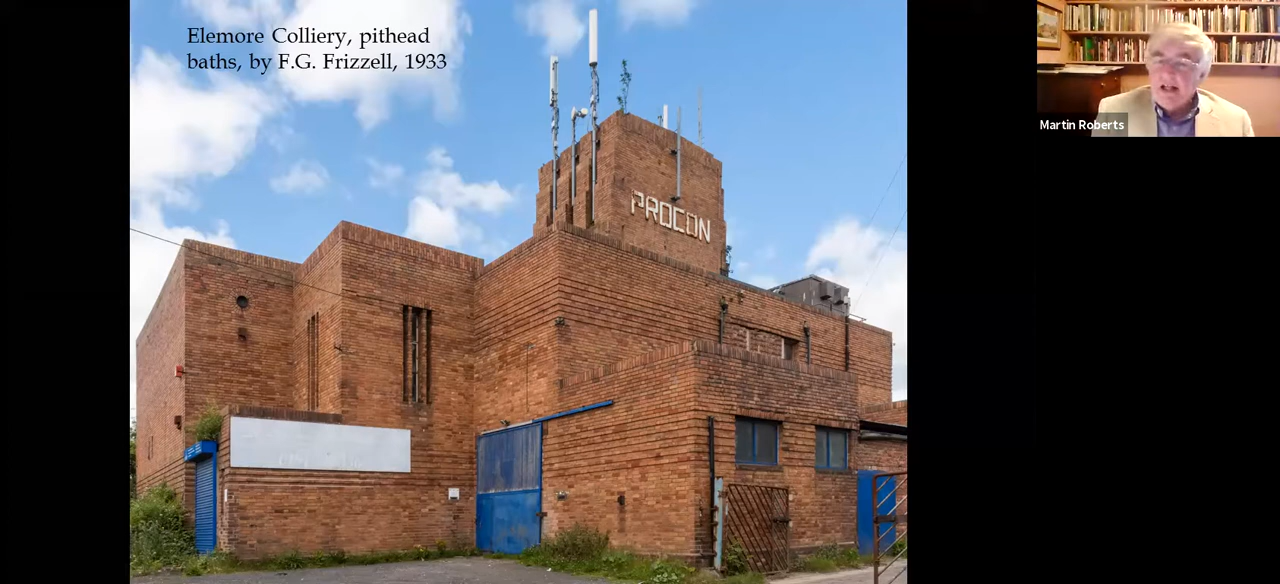 Elemore Colliery, pithead
baths, by F.G. Frizzell, 1933
PROCON
Martin Roberts